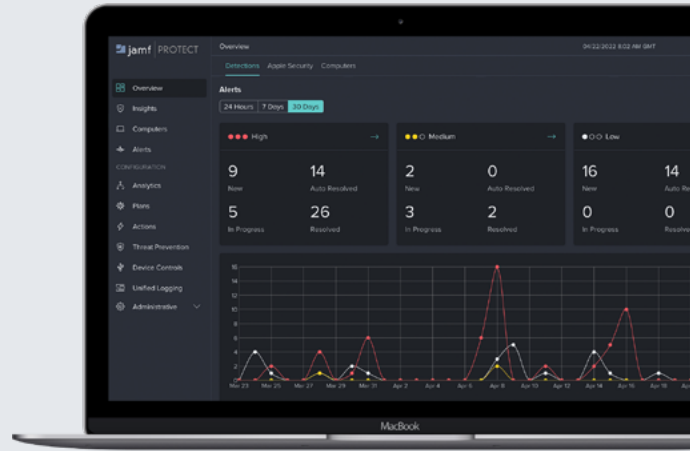 jamf PROTECT
Overview
04/22/2022 8:02 AM GMT
Detections Apple Security Computers
Overview
Insights
Computers
Alerts
CONFIGURATION
Analytics
Plans
Actions
Threat Prevention
Device Controls
Unified Logging
Administrative
Alerts
24 Hours 7 Days 30 Days
High
9 14
New Auto Resolved
5 26
In Progress Resolved
Medium
2 0
New Auto Resolved
3 2
In Progress Resolved
Low
16 14
New Auto Re
0 0
In Progress Resolve
16
14
12
10
8
6
4
2
0
Mar 23 Mar 25 Mar 27 Mar 29 Mar 31 Apr 2 Apr 4 Apr 6 Apr 8 Apr 10 Apr 12 Apr 14 Apr 16 Apr 18
MacBook